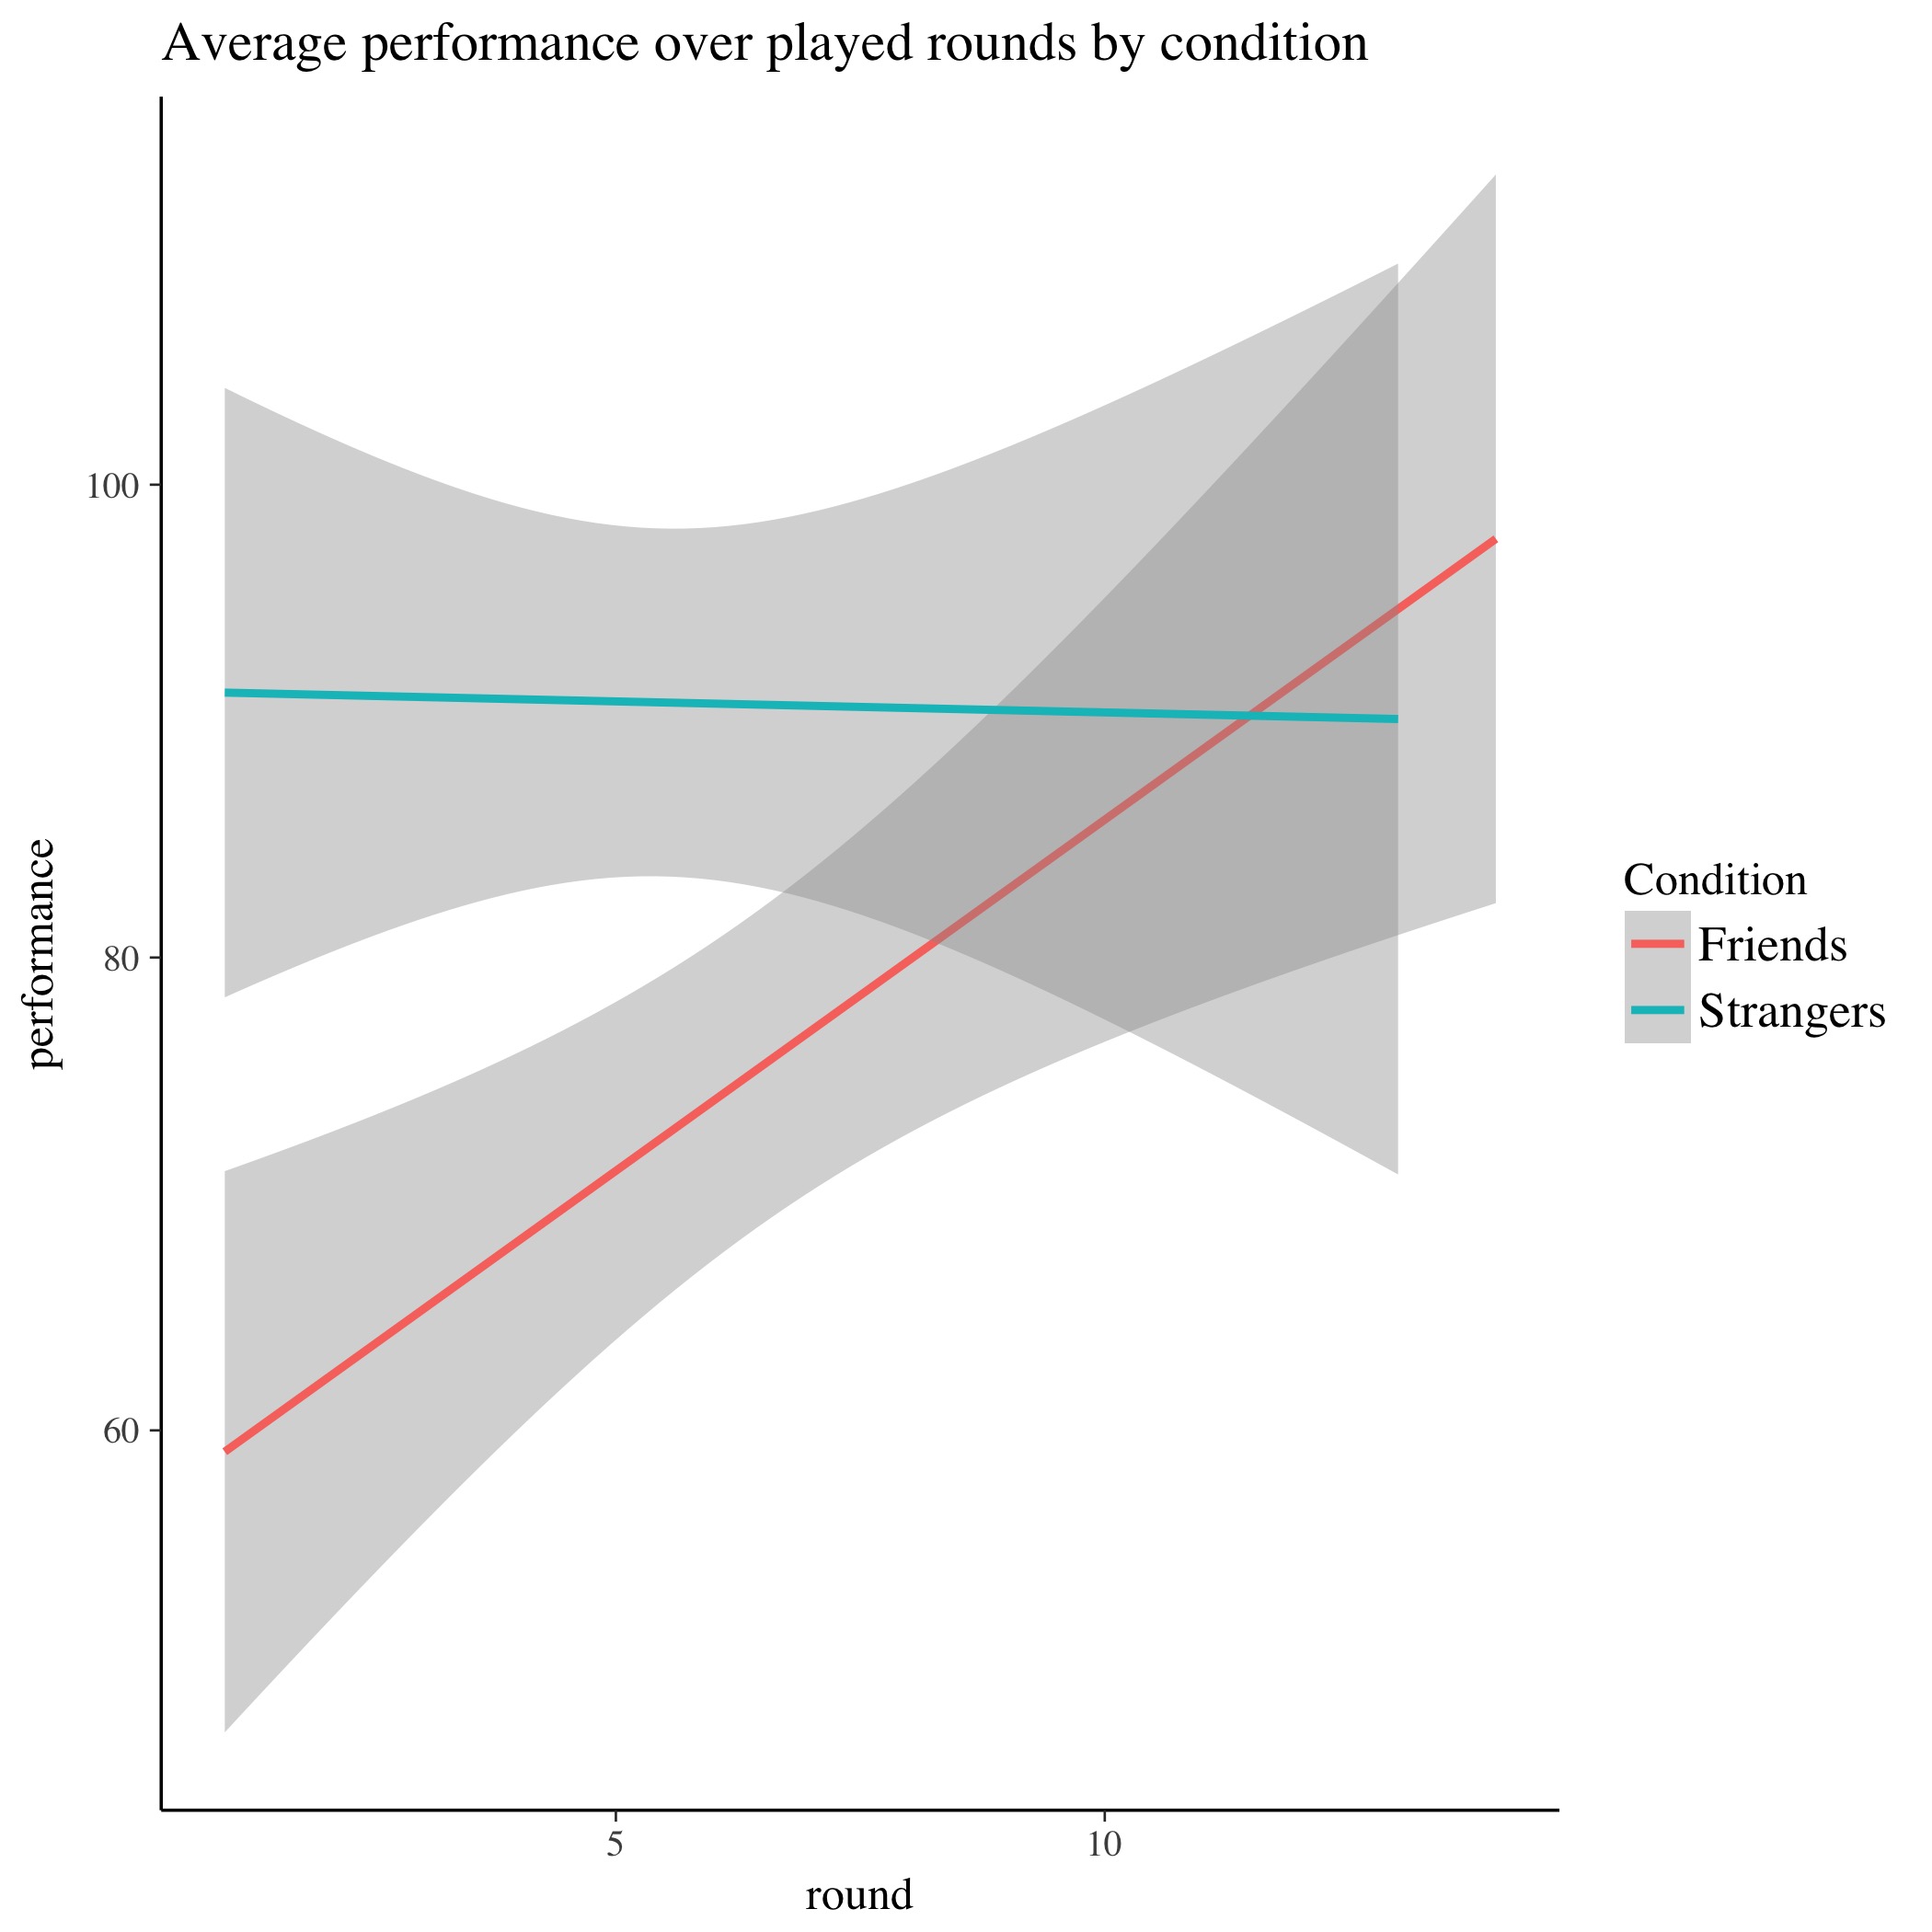 Average performance over played rounds by condition
performance
100
80
60
5
10
round
Condition
Friends
Strangers